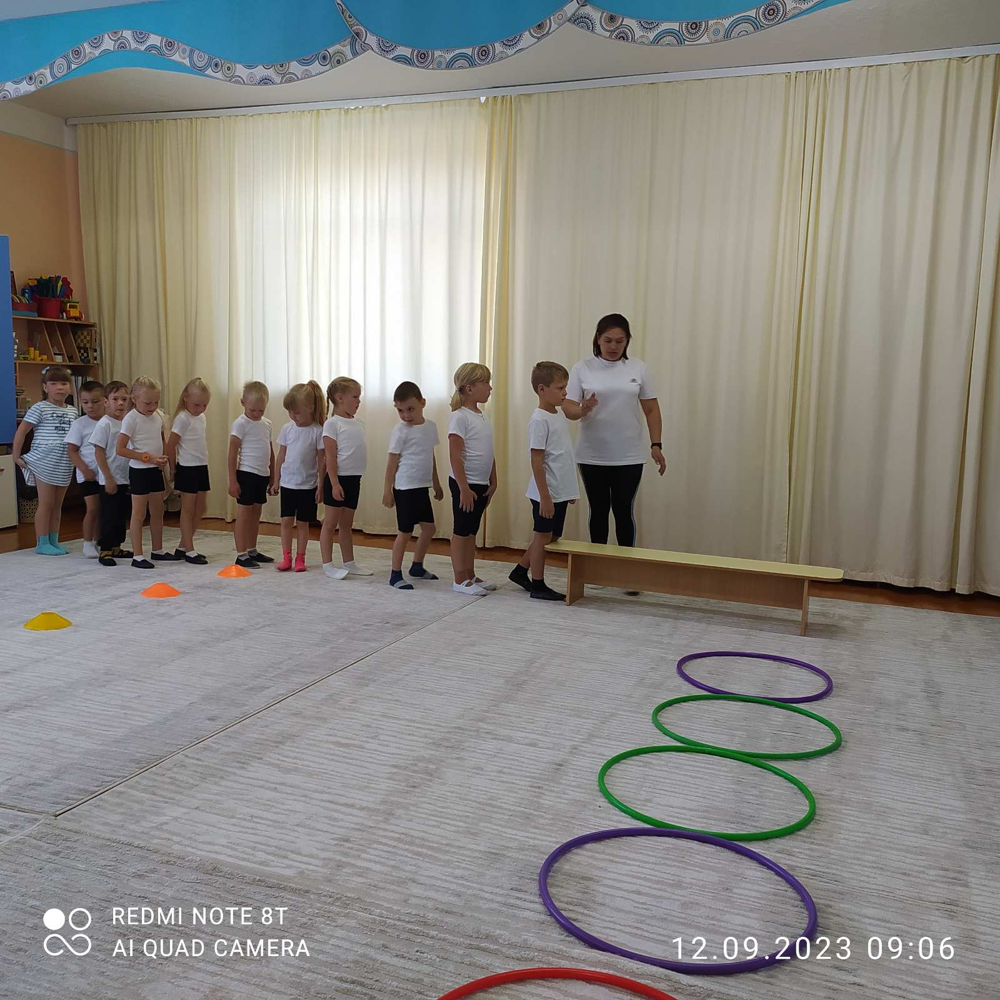 REDMI NOTE 8T
AI QUAD CAMERA
12.09.2023 09:06